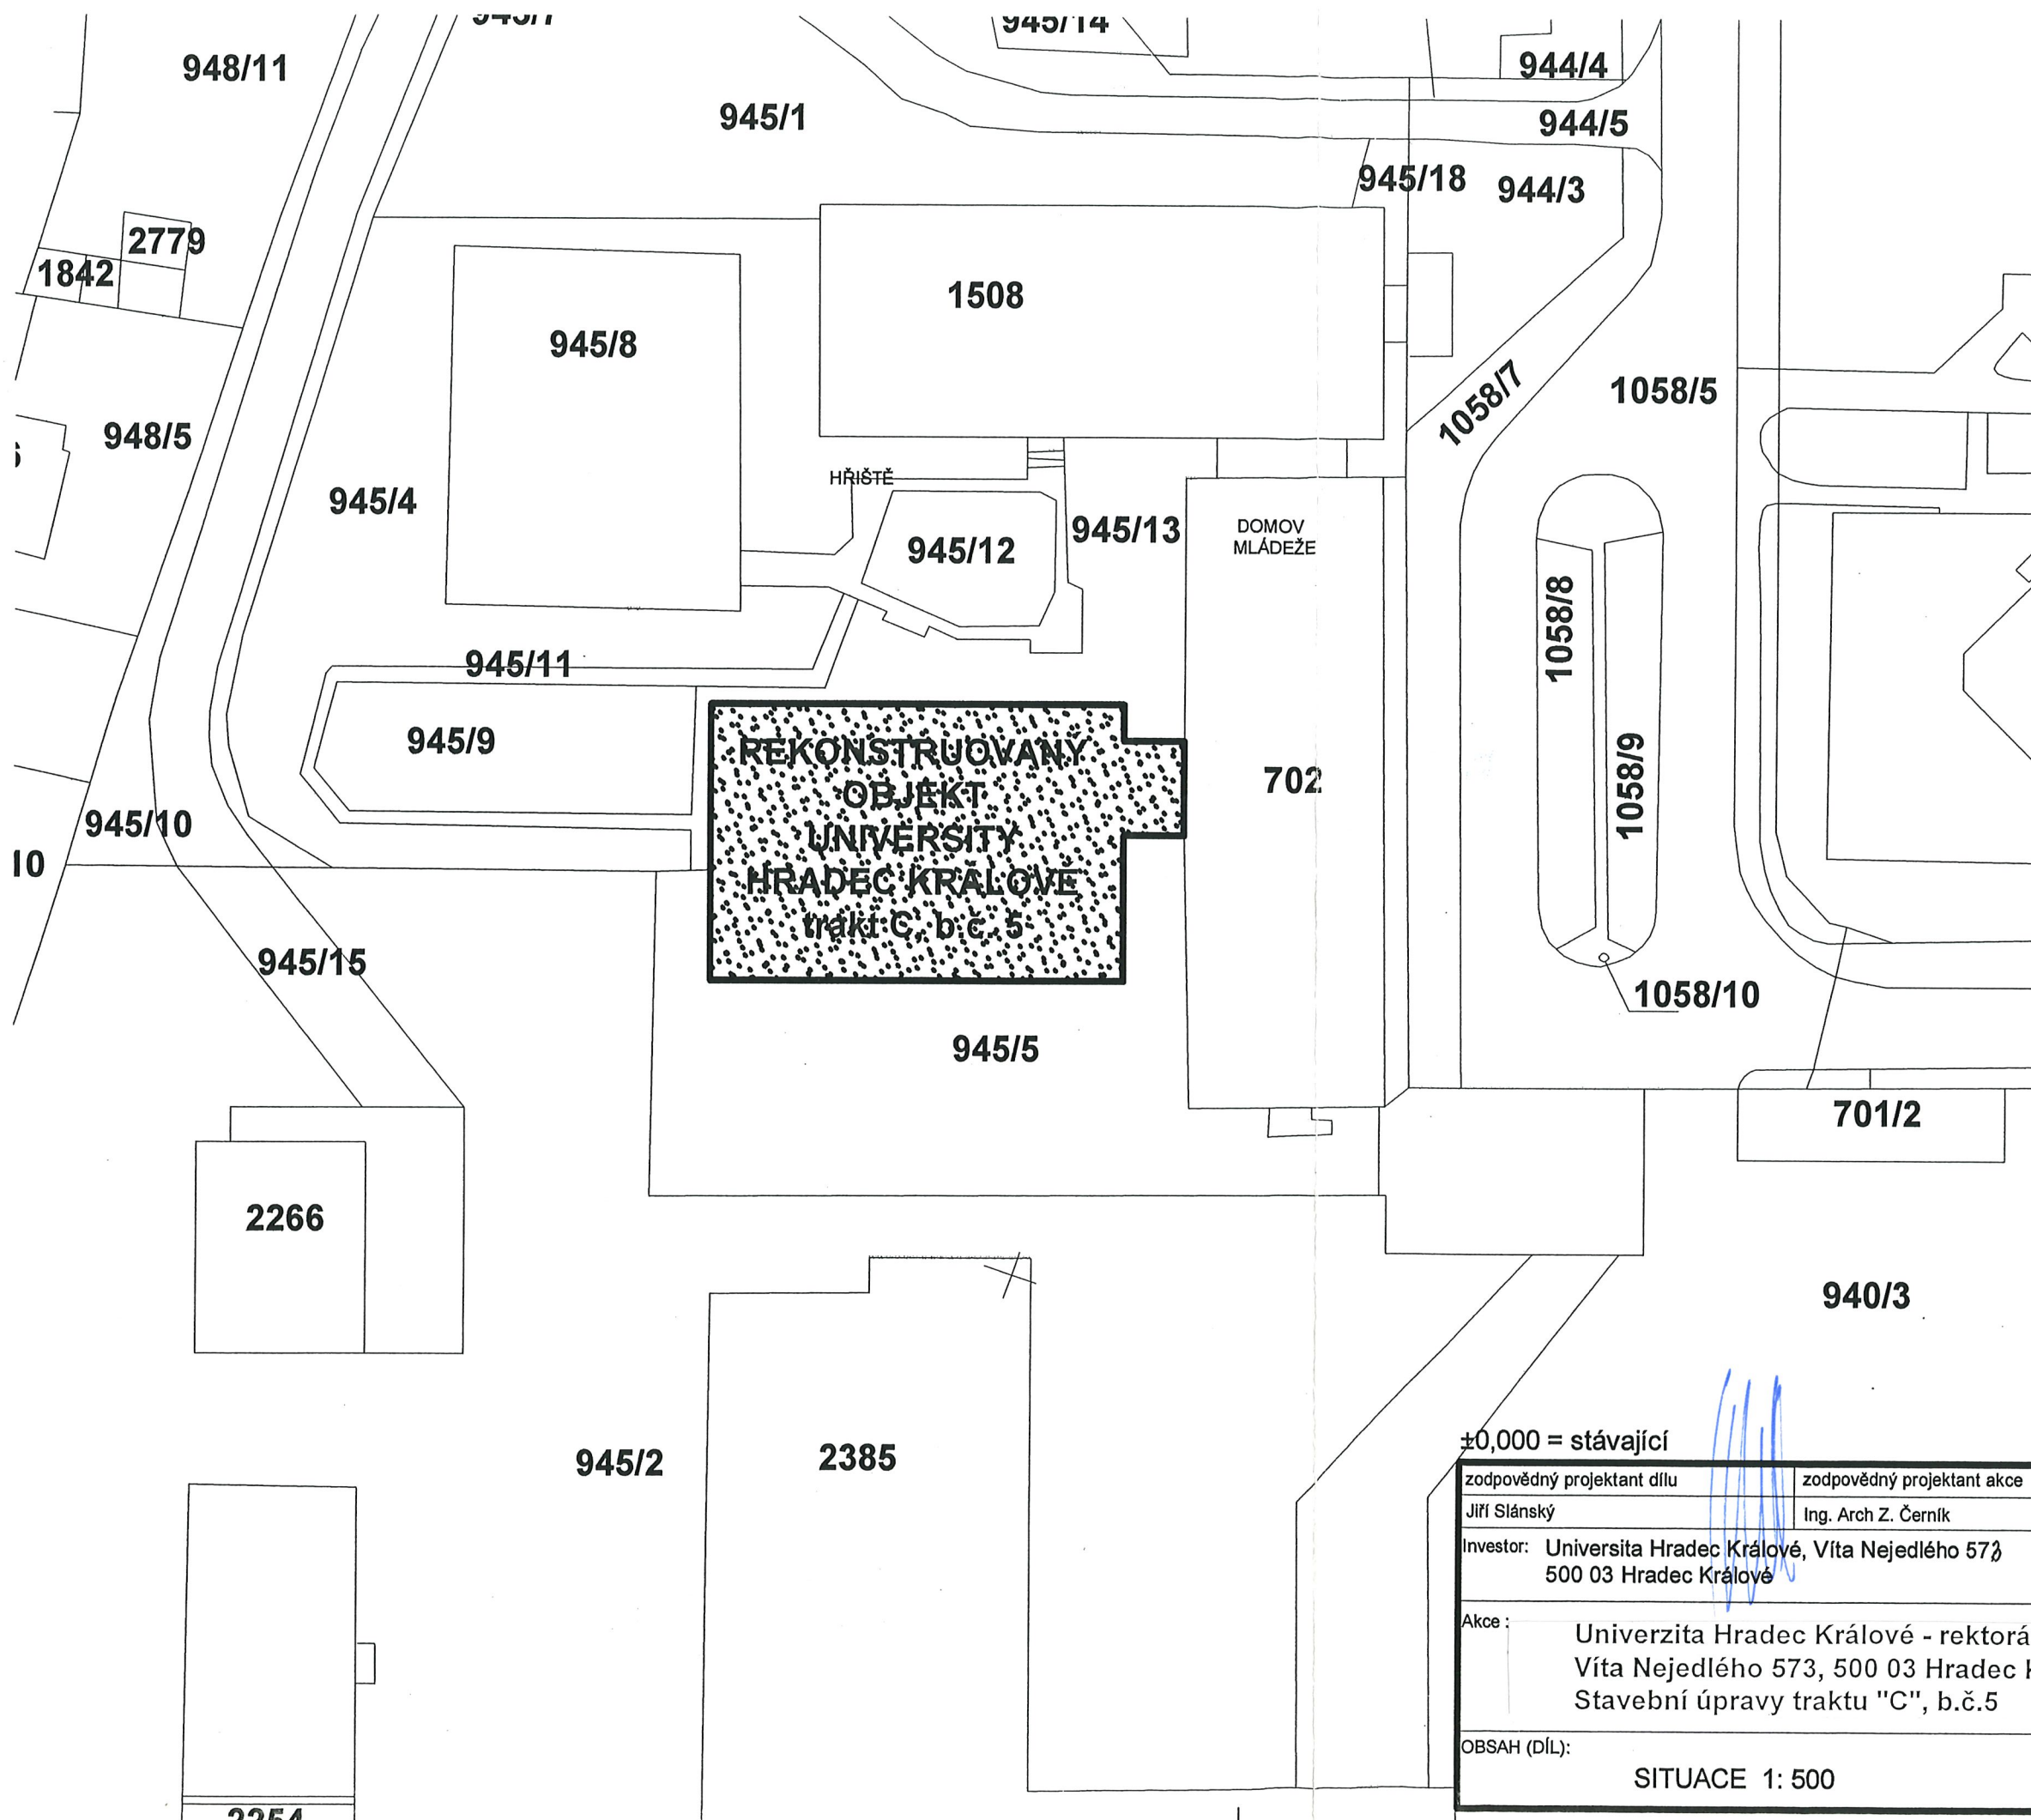 945/14
948/11
944/4
945/1
944/5
945/18
944/3
2779
1842
1508
945/8
1058/7
1058/5
948/5
HŘIŠTĚ
945/4
945/12
945/13
DOMOV
MLÁDEŽE
1058/8
945/11
945/9
REKONSTRUOVANÝ
OBJEKT
UNIVERSITY
HRADEC KRÁLOVÉ
trakt C, b.č. 5
702
1058/9
945/10
10
945/15
1058/10
945/5
701/2
2266
940/3
945/2
2385
±0,000 = stávající
zodpovědný projektant dílu
zodpovědný projektant akce
Jiří Slánský
Ing. Arch Z. Černík
Investor: Universita Hradec Králové, Víta Nejedlého 573
500 03 Hradec Králové
Akce :
Univerzita Hradec Králové - rektorá
Víta Nejedlého 573, 500 03 Hradec
Stavební úpravy traktu "C", b.č.5
OBSAH (DÍL):
SITUACE 1: 500